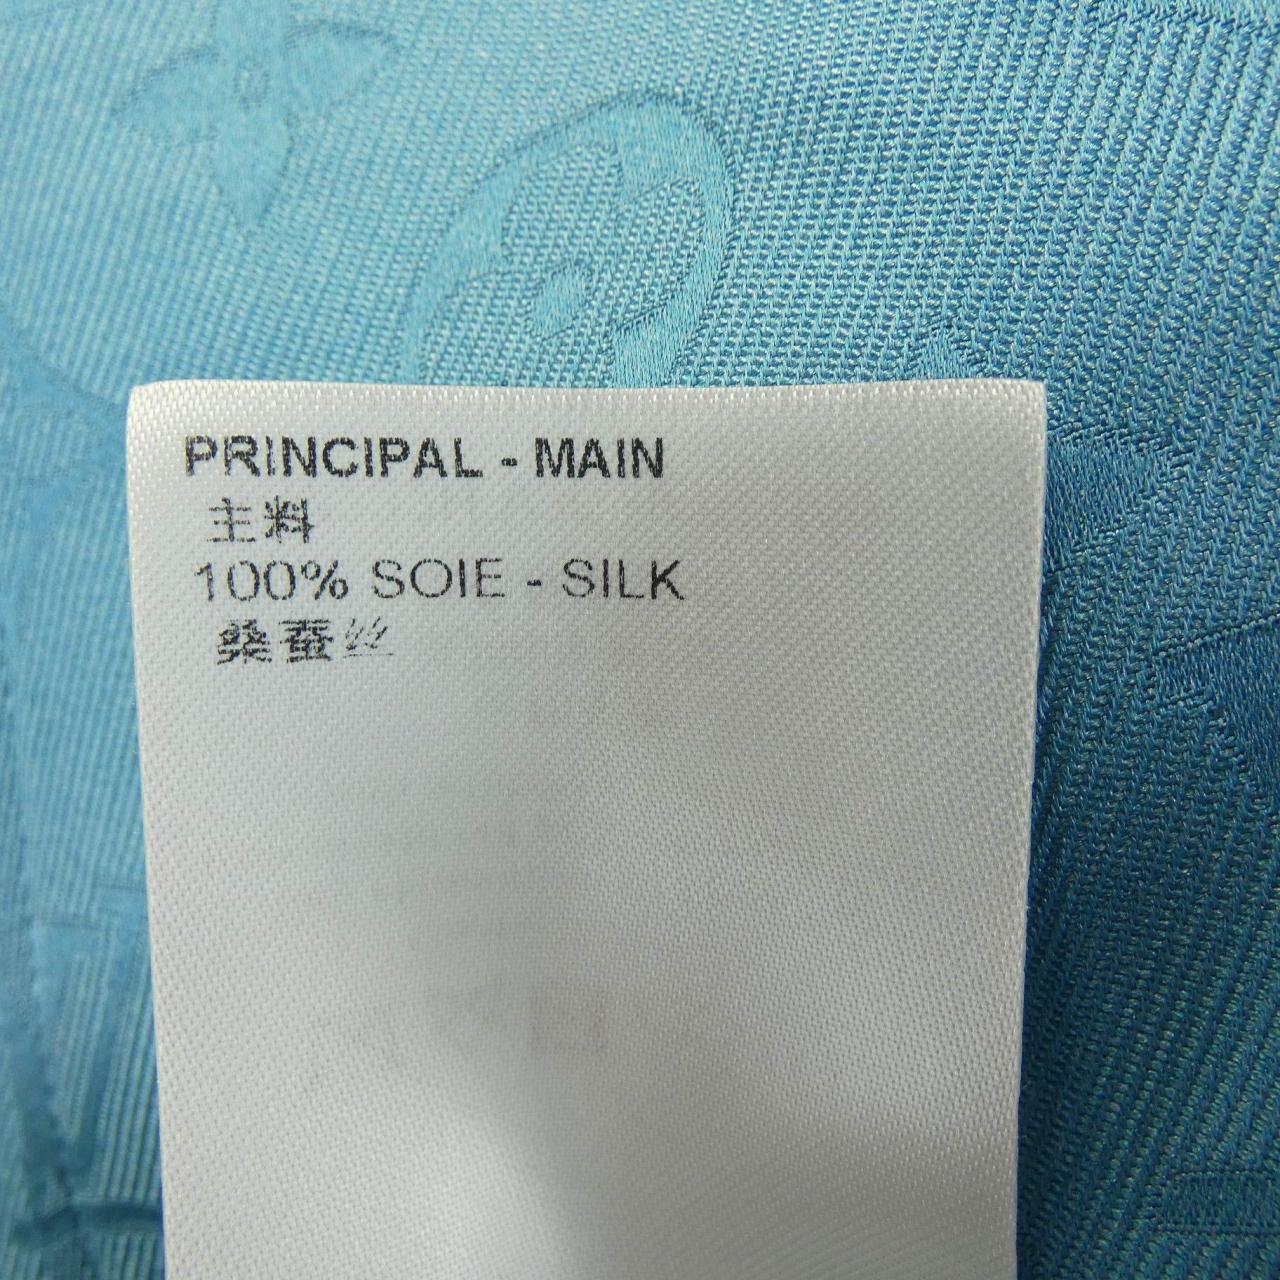 PRINCIPAL - MAIN
主料
100% SOIE - SILK
桑蚕丝